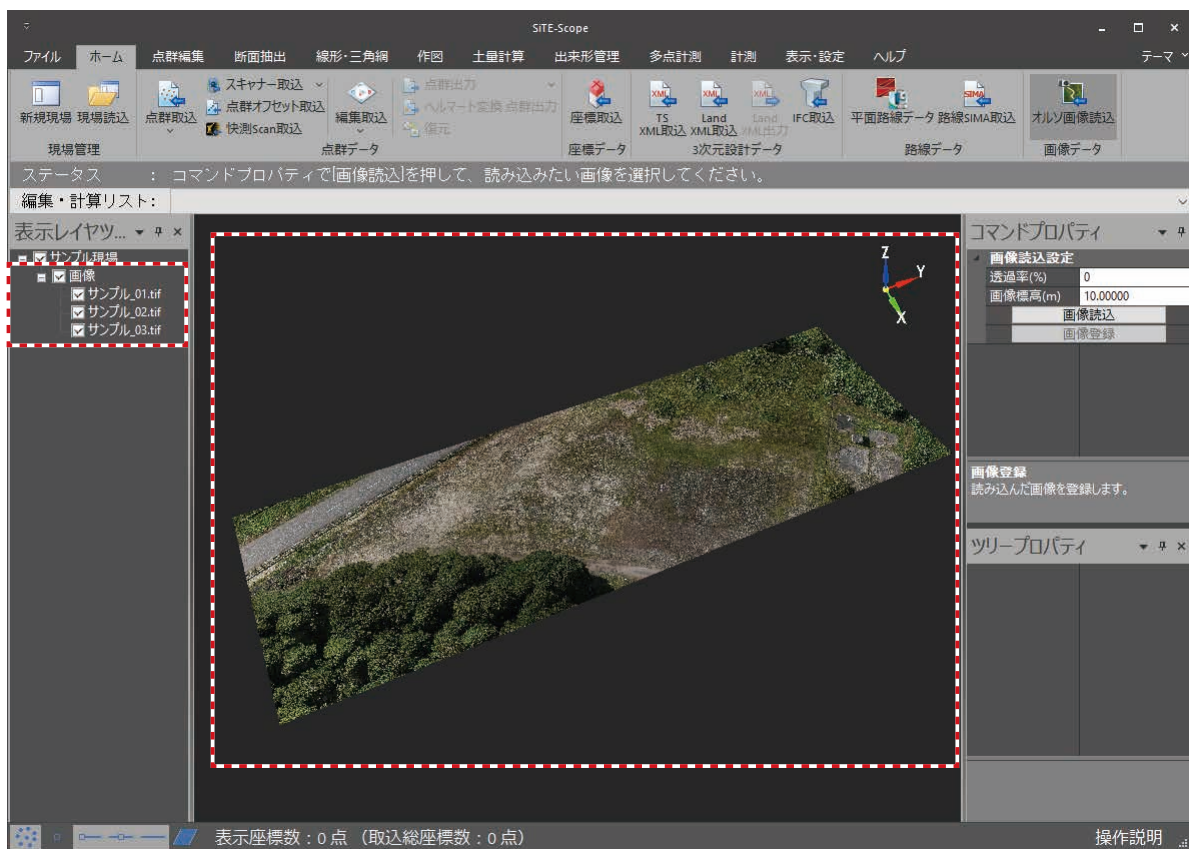 SiTE-Scope
ファイル ホーム 点群編集 断面抽出 線形・三角網 作図 土量計算 出来形管理 多点計測 計測 表示・設定 ヘルプ テーマ
新規現場 現場読込
現場管理
点群取込
スキャナー取込
点群オフセット取込
快測Scan取込
編集取込
点群出力
ヘルマート変換 点群出力
復元
点群データ
座標取込
座標データ
TS
XML取込
Land
XML取込
Land
XML出力
IFC取込
3次元設計データ
平面路線データ 路線SIMA取込
路線データ
オルソ画像読込
画像データ
ステータス : コマンドプロパティで[画像読込]を押して、読み込みたい画像を選択してください。
編集・計算リスト:
表示レイヤツ...
サンプル現場
画像
サンプル_01.tif
サンプル_02.tif
サンプル_03.tif
Z
Y
X
コマンドプロパティ
画像読込設定
透過率(%) 0
画像標高(m) 10.00000
画像読込
画像登録
画像登録
読み込んだ画像を登録します。
ツリープロパティ
表示座標数:0点 (取込総座標数:0点)
操作説明